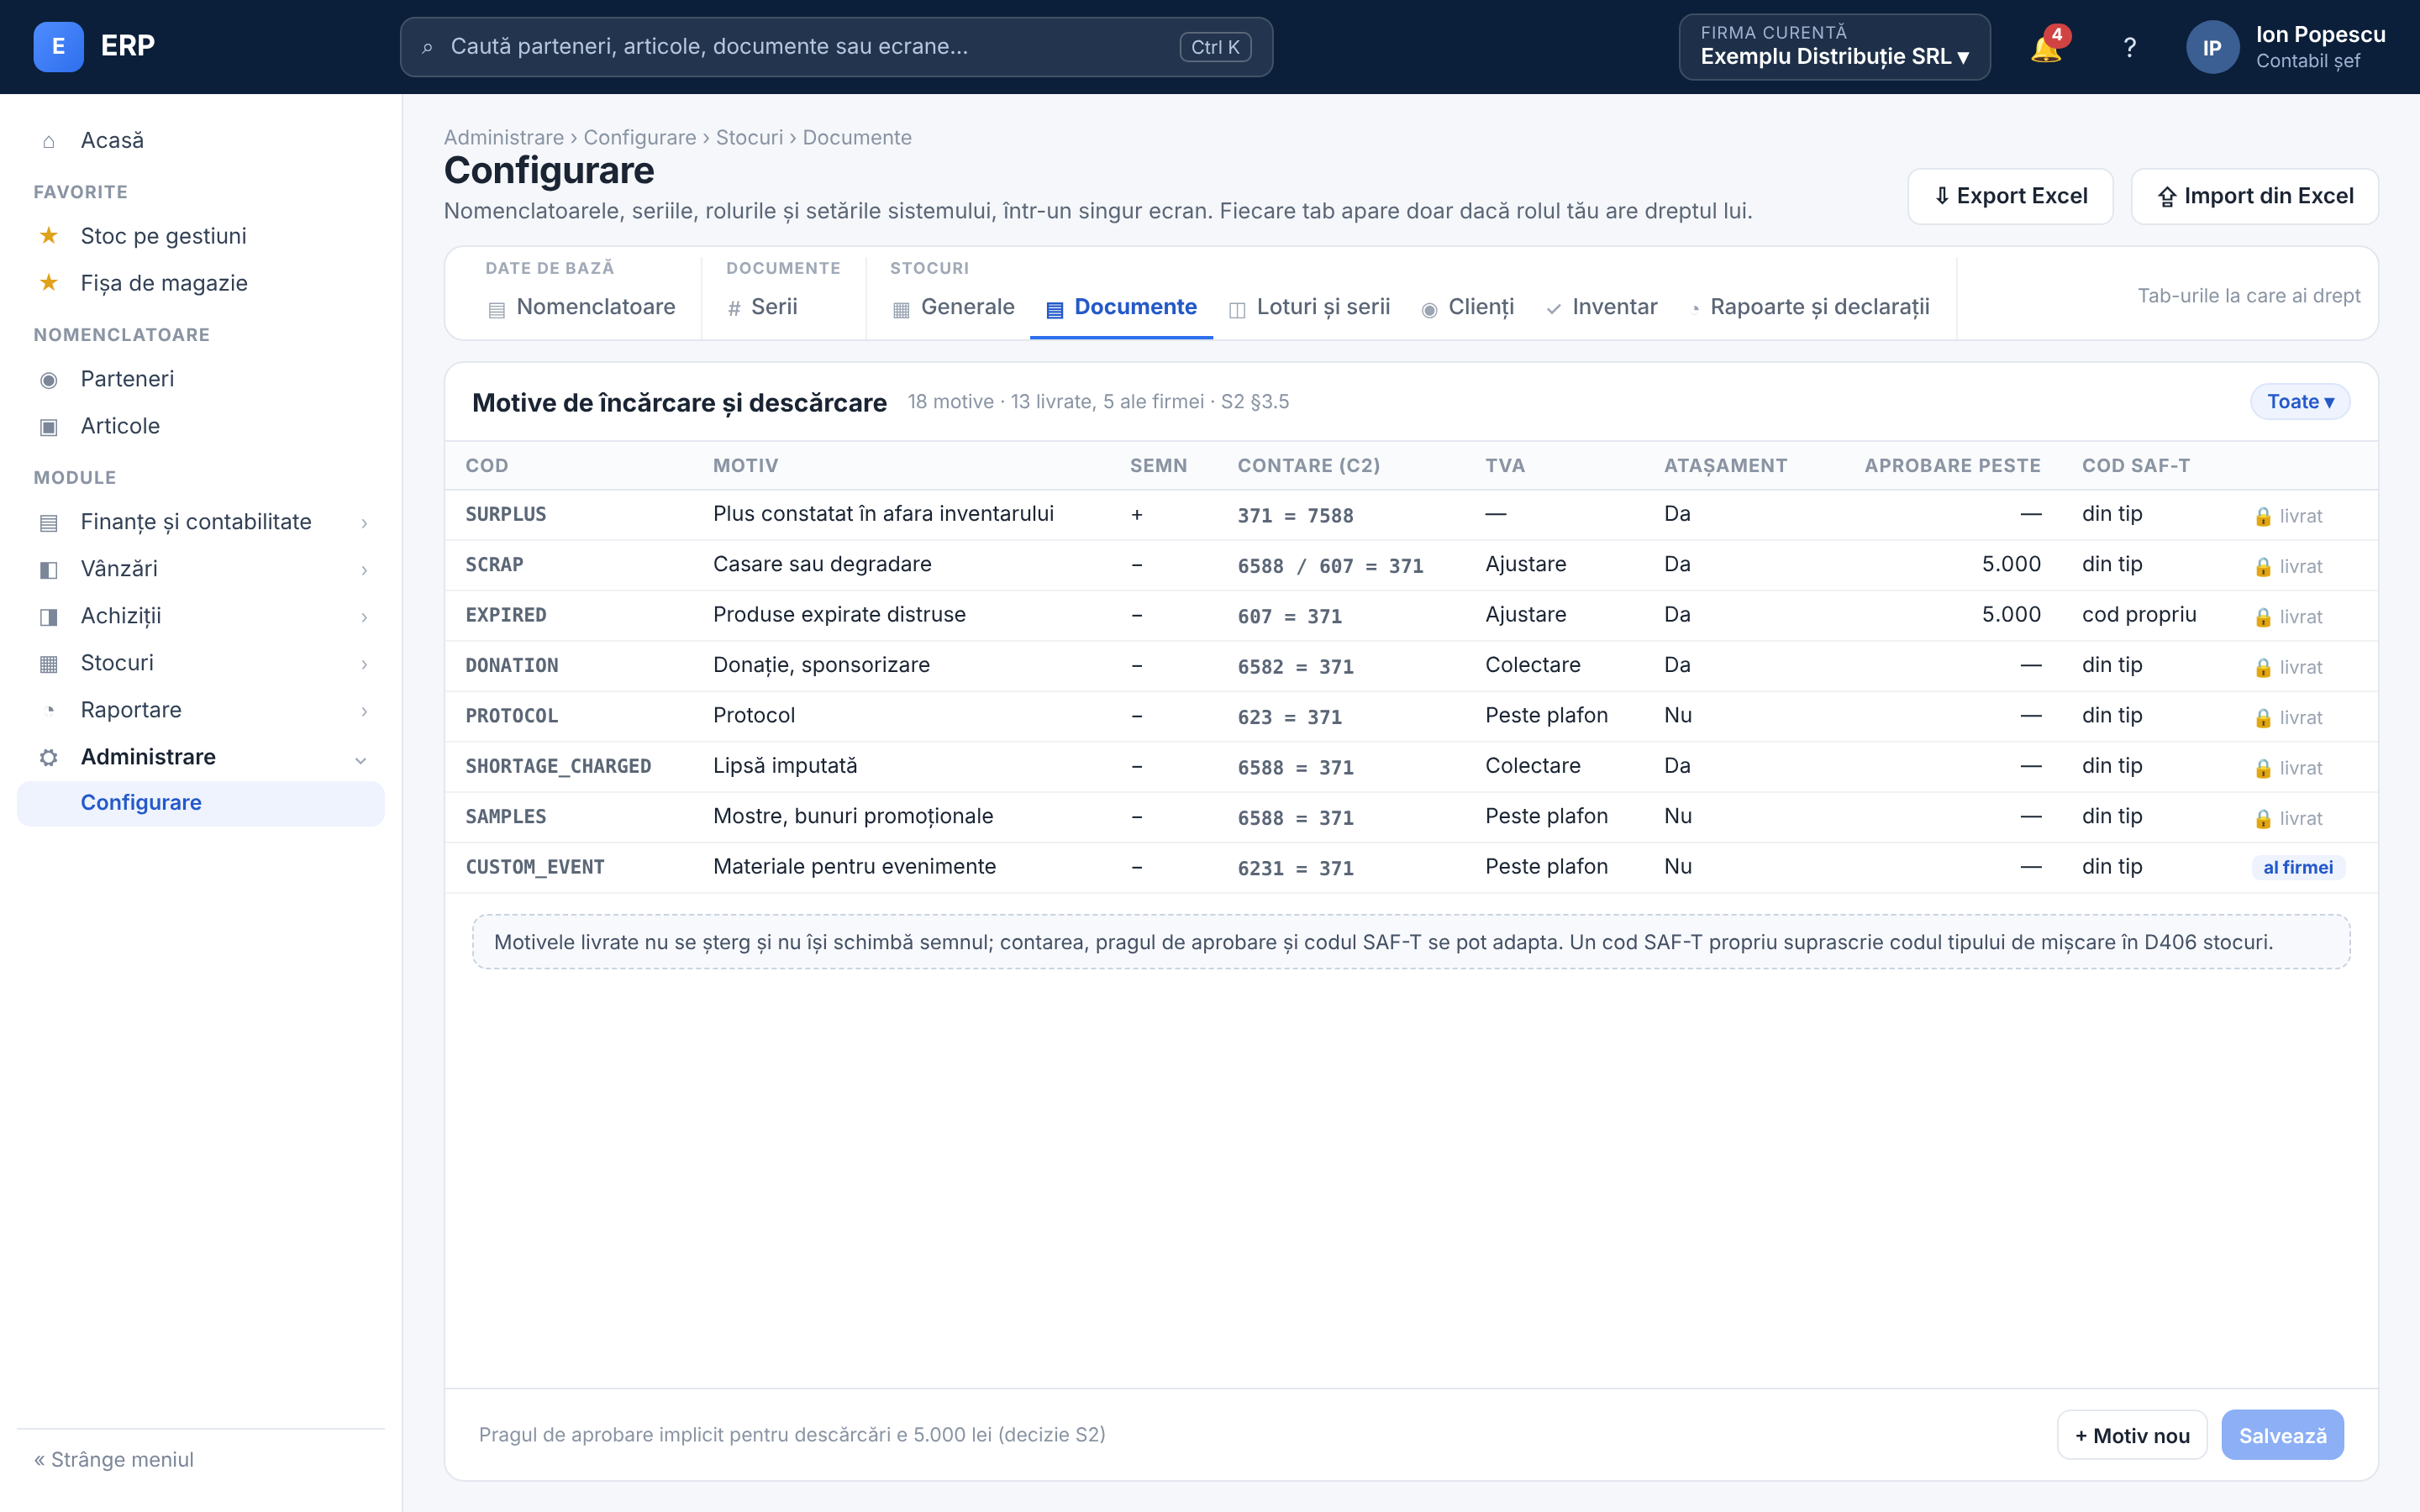 E ERP
Caută parteneri, articole, documente sau ecrane... Ctrl K
FIRMA CURENTĂ
Exemplu Distribuție SRL ▾
4
?
IP
Ion Popescu
Contabil șef
Acasă
FAVORITE
★ Stoc pe gestiuni
★ Fișa de magazie
NOMENCLATOARE
Parteneri
Articole
MODULE
Finanțe și contabilitate ›
Vânzări ›
Achiziții ›
Stocuri ›
Raportare ›
Administrare
Configurare
« Strânge meniul
Administrare › Configurare › Stocuri › Documente
Configurare
Nomenclatoarele, seriile, rolurile și setările sistemului, într-un singur ecran. Fiecare tab apare doar dacă rolul tău are dreptul lui.
⇩ Export Excel
⇪ Import din Excel
DATE DE BAZĂ DOCUMENTE STOCURI
Nomenclatoare # Serii Generale Documente Loturi și serii Clienți ✓ Inventar Rapoarte și declarații
Tab-urile la care ai drept
Motive de încărcare și descărcare 18 motive · 13 livrate, 5 ale firmei · S2 §3.5 Toate ▾
COD MOTIV SEMN CONTARE (C2) TVA ATAȘAMENT APROBARE PESTE COD SAF-T
SURPLUS Plus constatat în afara inventarului + 371 = 7588 — Da — din tip 🔒 livrat
SCRAP Casare sau degradare − 6588 / 607 = 371 Ajustare Da 5.000 din tip 🔒 livrat
EXPIRED Produse expirate distruse − 607 = 371 Ajustare Da 5.000 cod propriu 🔒 livrat
DONATION Donație, sponsorizare − 6582 = 371 Colectare Da — din tip 🔒 livrat
PROTOCOL Protocol − 623 = 371 Peste plafon Nu — din tip 🔒 livrat
SHORTAGE_CHARGED Lipsă imputată − 6588 = 371 Colectare Da — din tip 🔒 livrat
SAMPLES Mostre, bunuri promoționale − 6588 = 371 Peste plafon Nu — din tip 🔒 livrat
CUSTOM_EVENT Materiale pentru evenimente − 6231 = 371 Peste plafon Nu — din tip al firmei
Motivele livrate nu se șterg și nu își schimbă semnul; contarea, pragul de aprobare și codul SAF-T se pot adapta. Un cod SAF-T propriu suprascrie codul tipului de mișcare în D406 stocuri.
Pragul de aprobare implicit pentru descărcări e 5.000 lei (decizie S2)
+ Motiv nou
Salvează